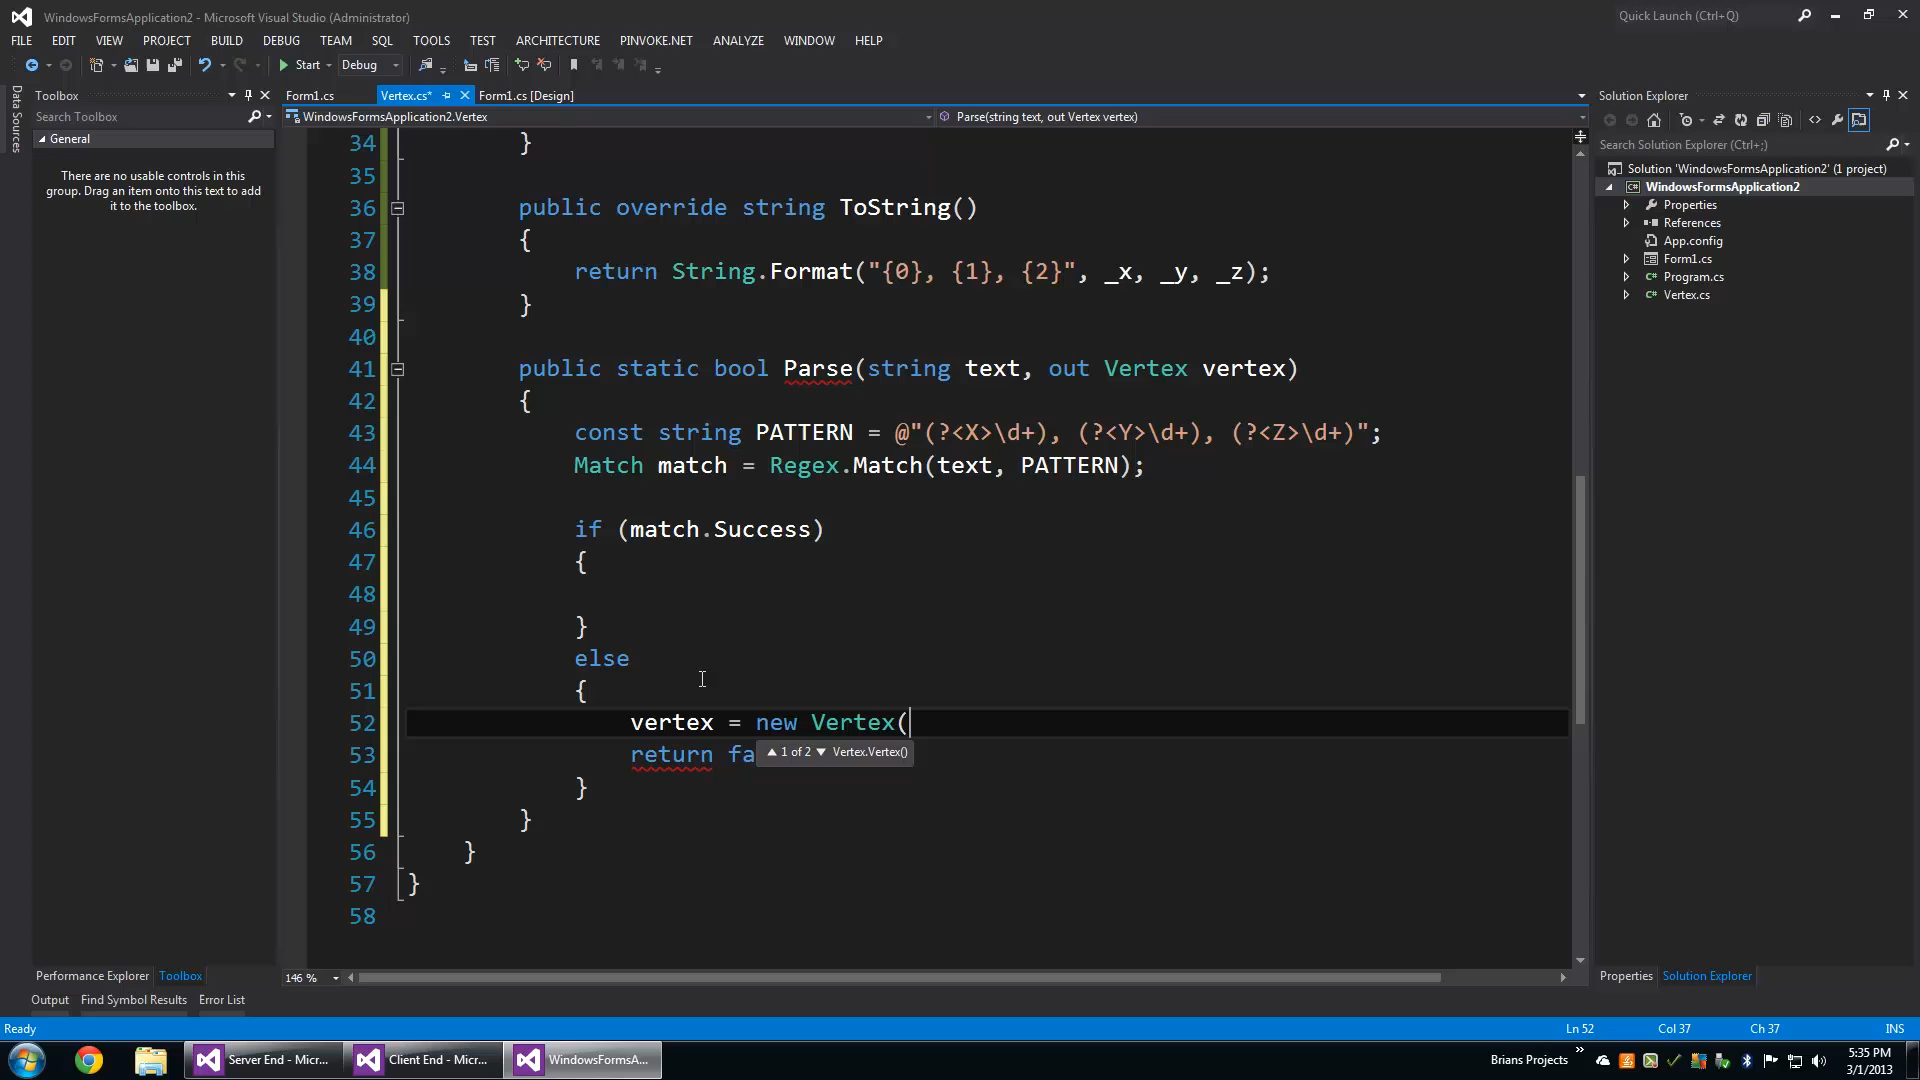 WindowsFormsApplication2 - Microsoft Visual Studio (Administrator)
Quick Launch (Ctrl+Q)
FILE EDIT VIEW PROJECT BUILD DEBUG TEAM SQL TOOLS TEST ARCHITECTURE PINVOKE.NET ANALYZE WINDOW HELP
Start Debug
Data Sources
Toolbox
Search Toolbox
General
There are no usable controls in this
group. Drag an item onto this text to add
it to the toolbox.
Performance Explorer Toolbox
Form1.cs Vertex.cs* Form1.cs [Design]
WindowsFormsApplication2.Vertex Parse(string text, out Vertex vertex)
34 }
35
36 public override string ToString()
37 {
38 return String.Format("{0}, {1}, {2}", _x, _y, _z);
39 }
40
41 public static bool Parse(string text, out Vertex vertex)
42 {
43 const string PATTERN = @"(?<X>\d+), (?<Y>\d+), (?<Z>\d+)";
44 Match match = Regex.Match(text, PATTERN);
45
46 if (match.Success)
47 {
48
49 }
50 else
51 {
52 vertex = new Vertex(
53 return fa
1 of 2 Vertex.Vertex()
54 }
55 }
56 }
57 }
58
146 %
Solution Explorer
Search Solution Explorer (Ctrl+;)
Solution 'WindowsFormsApplication2' (1 project)
C# WindowsFormsApplication2
Properties
References
App.config
Form1.cs
C# Program.cs
C# Vertex.cs
Properties Solution Explorer
Output Find Symbol Results Error List
Ready Ln 52 Col 37 Ch 37 INS
Server End - Micr... Client End - Micr... WindowsFormsA... Brians Projects
5:35 PM
3/1/2013